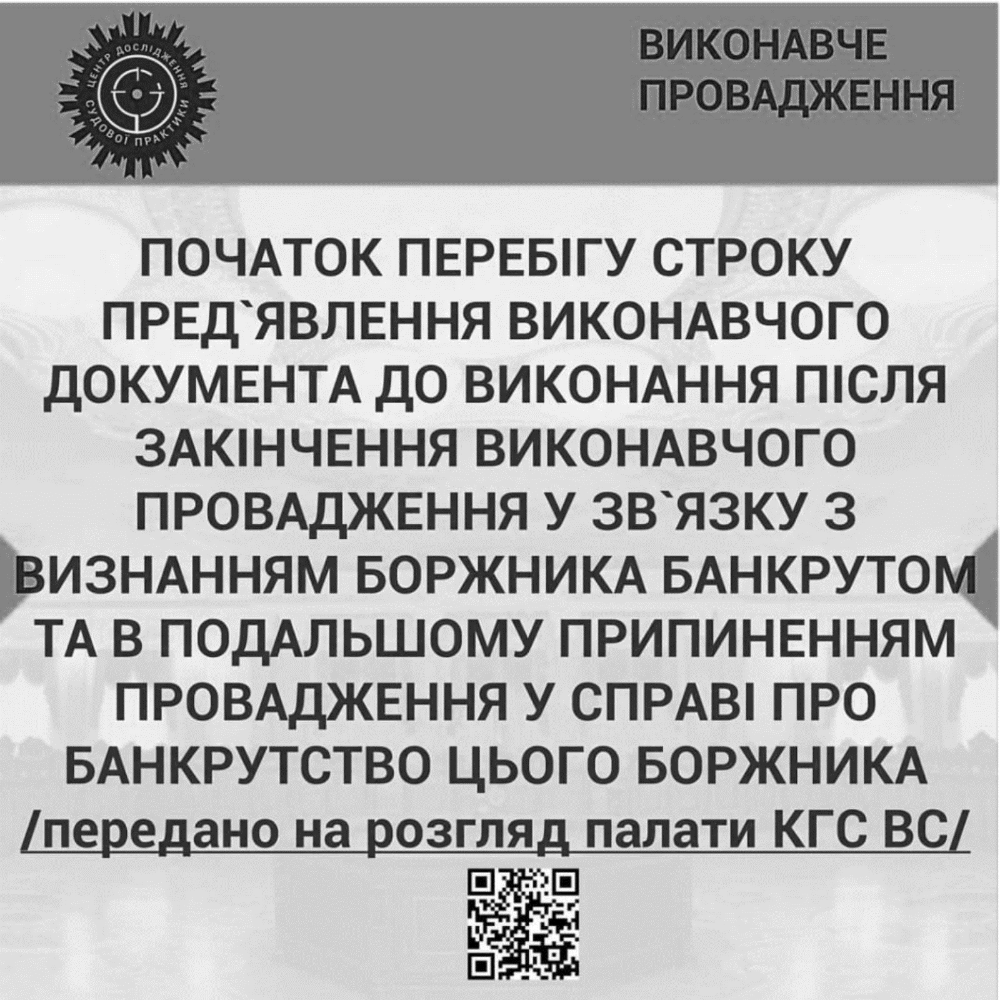 ЦЕНТР ДОСЛІДЖЕННЯ
СУДОВОЇ ПРАКТИКИ
ВИКОНАВЧЕ
ПРОВАДЖЕННЯ
ПОЧАТОК ПЕРЕБІГУ СТРОКУ
ПРЕД`ЯВЛЕННЯ ВИКОНАВЧОГО
ДОКУМЕНТА ДО ВИКОНАННЯ ПІСЛЯ
ЗАКІНЧЕННЯ ВИКОНАВЧОГО
ПРОВАДЖЕННЯ У ЗВ`ЯЗКУ З
ВИЗНАННЯМ БОРЖНИКА БАНКРУТОМ
ТА В ПОДАЛЬШОМУ ПРИПИНЕННЯМ
ПРОВАДЖЕННЯ У СПРАВІ ПРО
БАНКРУТСТВО ЦЬОГО БОРЖНИКА
/передано на розгляд палати КГС ВС/